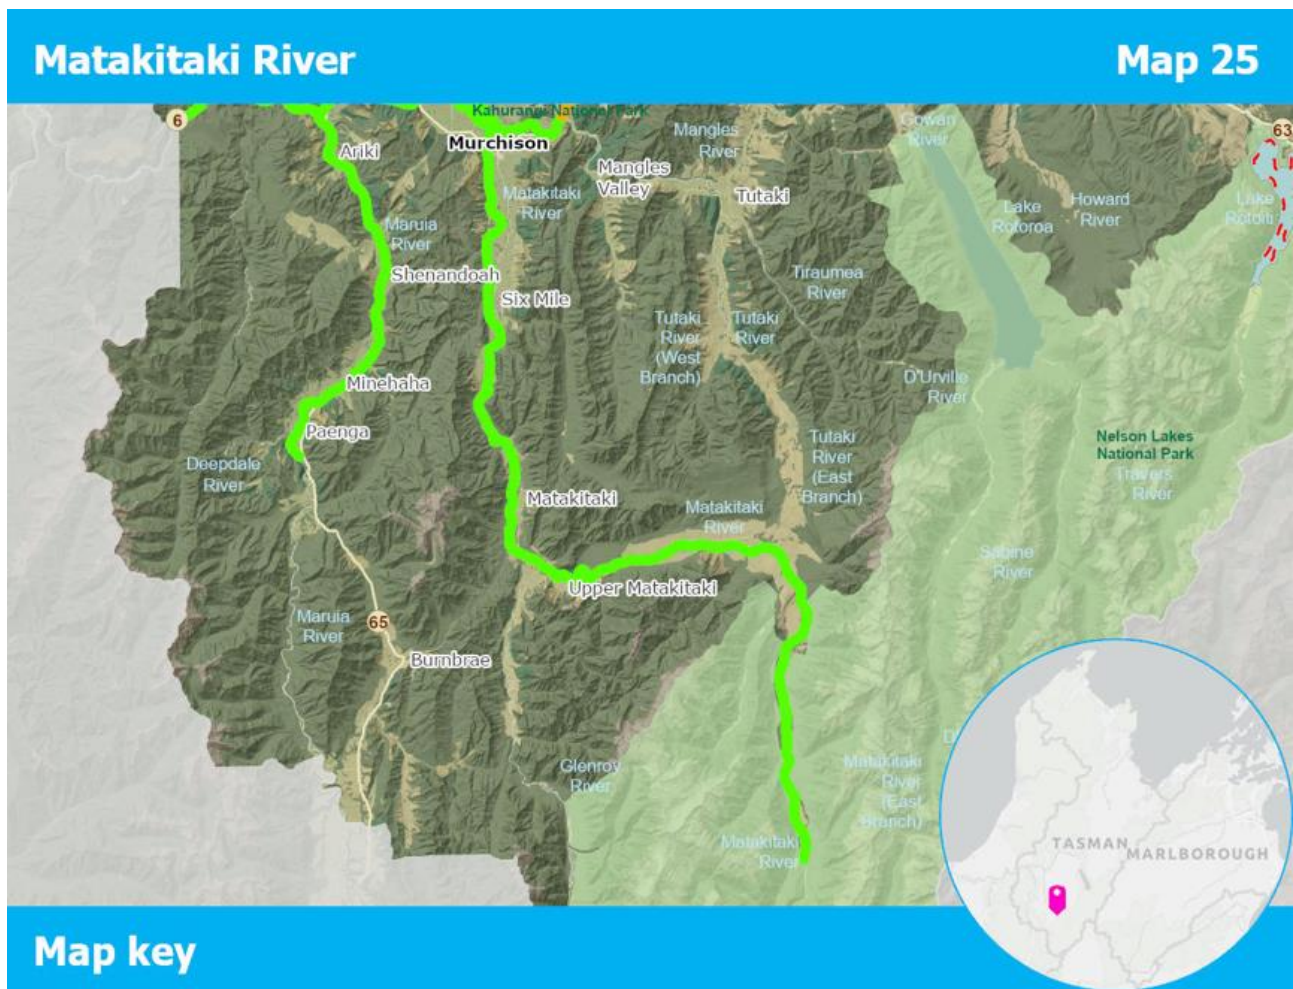 Matakitaki River
Map 25
Kahurangi National Park
6
63
Gowan
River
Mangles
River
Murchison
Ariki
Mangles
Valley
Tutaki
Matakitaki
River
Lake
Rotoroa
Howard
River
Lake
Rotoiti
Maruia
River
Shenandoah
Six Mile
Tiraumea
River
Tutaki
River
(West
Branch)
Tutaki
River
Minehaha
D'Urville
River
Paenga
Deepdale
River
Tutaki
River
(East
Branch)
Nelson Lakes
National Park
Travers
River
Matakitaki
Matakitaki
River
Sabine
River
Upper Matakitaki
Maruia
River
65
Burnbrae
Glenroy
River
Matakitaki
River
(East
Branch)
D
Matakitaki
River
TASMAN
MARLBOROUGH
Map key